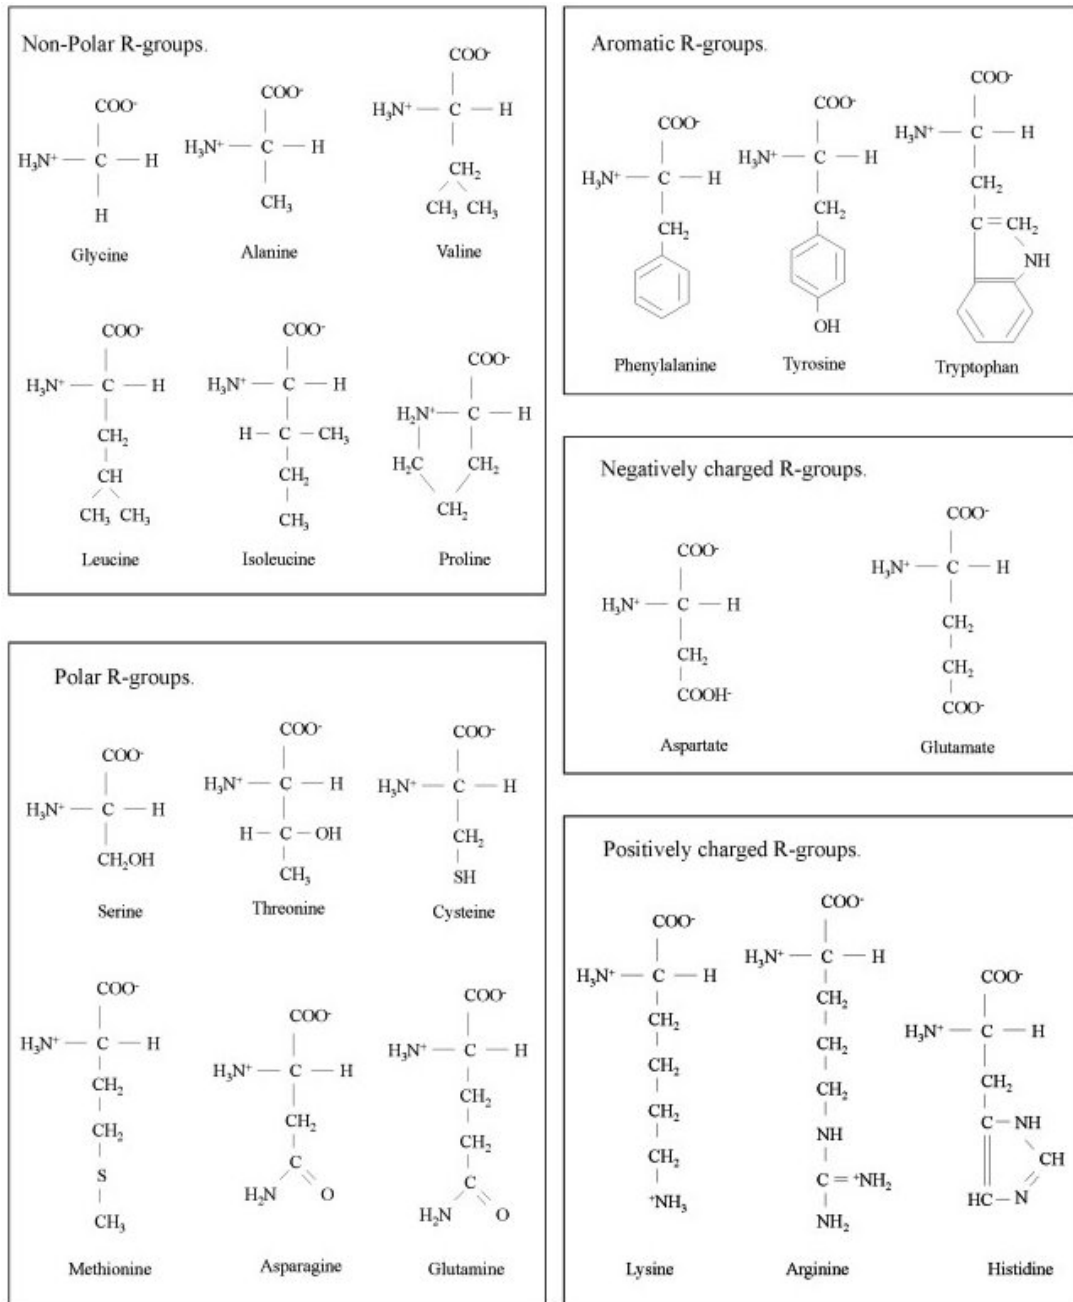 Non-Polar R-groups.
COO-
H3N+ — C — H
H
Glycine
COO-
H3N+ — C — H
CH3
Alanine
COO-
H3N+ — C — H
CH2
CH3 CH3
Valine
COO-
H3N+ — C — H
CH2
CH
CH3 CH3
Leucine
COO-
H3N+ — C — H
H — C — CH3
CH2
CH3
Isoleucine
COO-
H2N+ — C — H
H2C CH2
CH2
Proline
Aromatic R-groups.
COO-
H3N+ — C — H
CH2
Phenylalanine
COO-
H3N+ — C — H
CH2
OH
Tyrosine
COO-
H3N+ — C — H
CH2
C=CH2
NH
Tryptophan
Negatively charged R-groups.
COO-
H3N+ — C — H
CH2
COOH-
Aspartate
COO-
H3N+ — C — H
CH2
CH2
COO-
Glutamate
Polar R-groups.
COO-
H3N+ — C — H
CH2OH
Serine
COO-
H3N+ — C — H
H — C — OH
CH3
Threonine
COO-
H3N+ — C — H
CH2
SH
Cysteine
COO-
H3N+ — C — H
CH2
CH2
S
CH3
Methionine
COO-
H3N+ — C — H
CH2
C
H2N O
Asparagine
COO-
H3N+ — C — H
CH2
CH2
C
H2N O
Glutamine
Positively charged R-groups.
COO-
H3N+ — C — H
CH2
CH2
CH2
CH2
+NH3
Lysine
COO-
H3N+ — C — H
CH2
CH2
CH2
NH
C=+NH2
NH2
Arginine
COO-
H3N+ — C — H
CH2
C — NH
CH
HC — N
Histidine